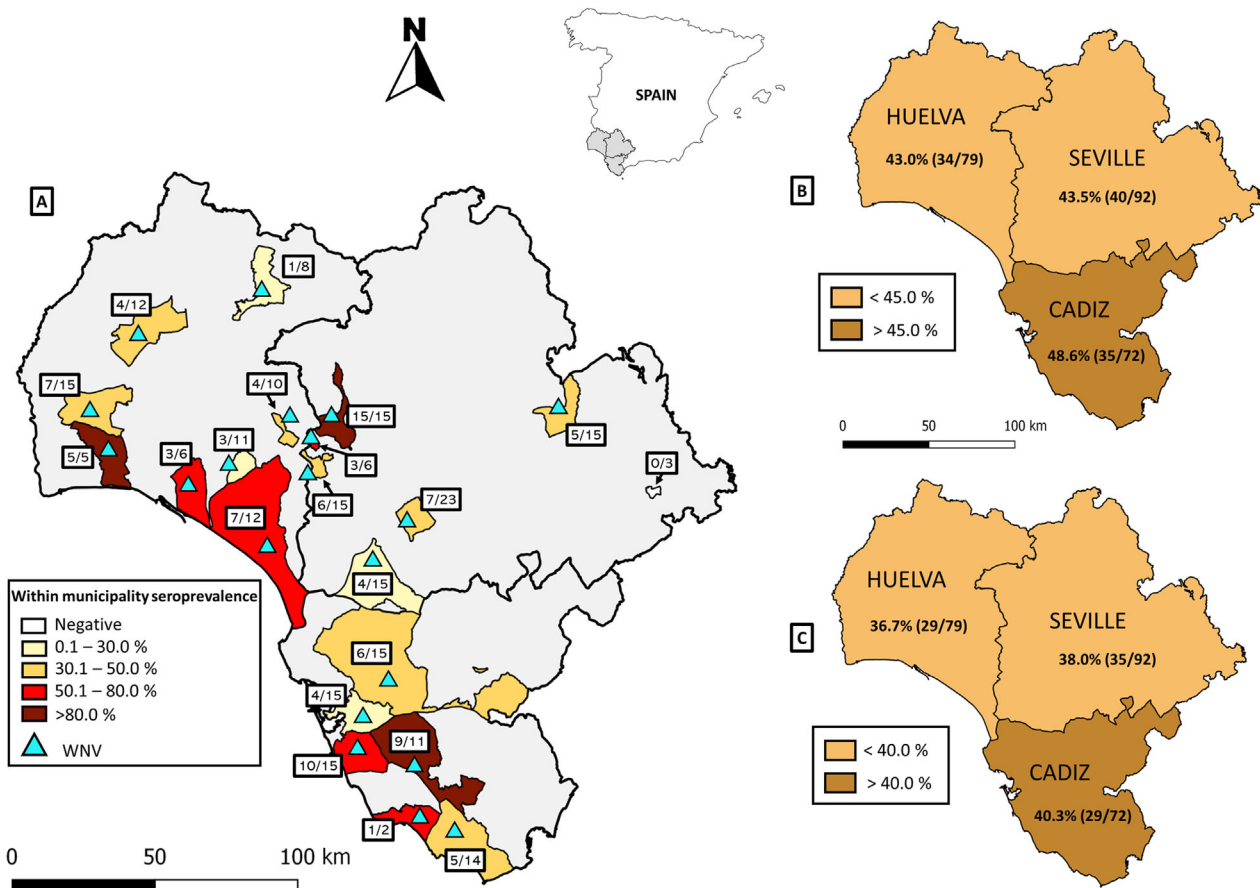 N
SPAIN
A
1/8
4/12
7/15
4/10
15/15
5/15
5/5
3/6
3/11
3/6
0/3
6/15
7/23
7/12
4/15
6/15
4/15
9/11
10/15
1/2
5/14
Within municipality seroprevalence
Negative
0.1 – 30.0 %
30.1 – 50.0 %
50.1 – 80.0 %
>80.0 %
WNV
0 50 100 km
B
HUELVA
43.0% (34/79)
SEVILLE
43.5% (40/92)
CADIZ
48.6% (35/72)
< 45.0 %
> 45.0 %
0 50 100 km
C
HUELVA
36.7% (29/79)
SEVILLE
38.0% (35/92)
CADIZ
40.3% (29/72)
< 40.0 %
> 40.0 %